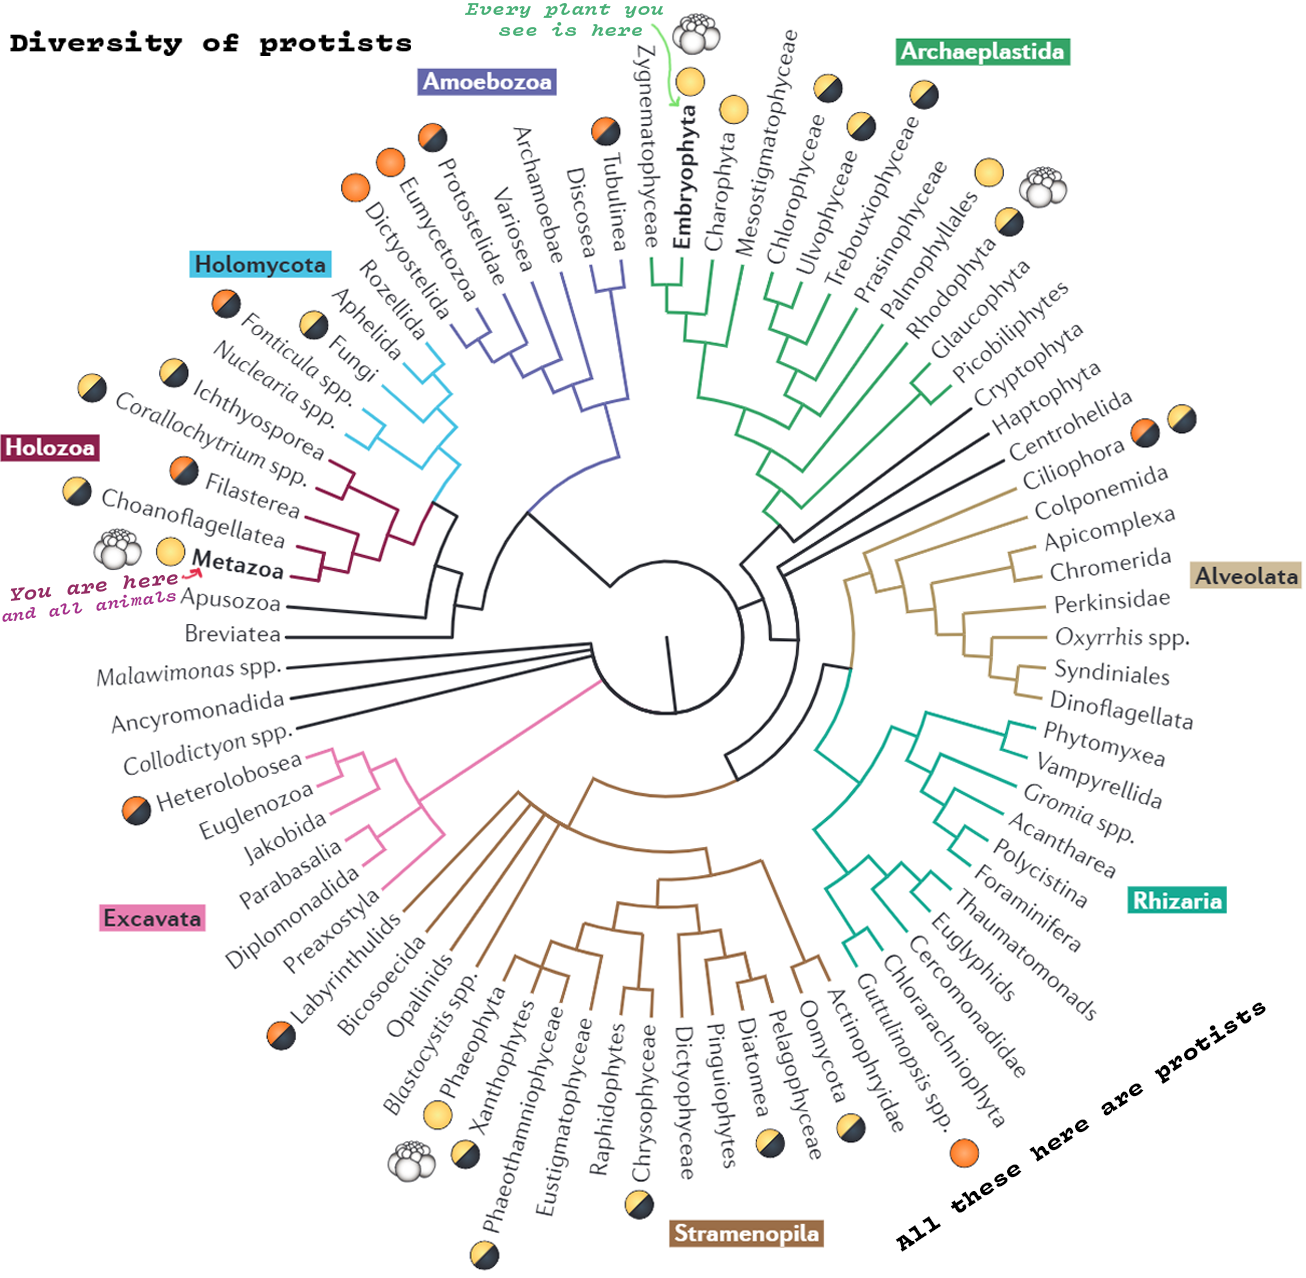 Every plant you
see is here
Diversity of protists
Amoebozoa
Archaeplastida
Holomycota
Holozoa
Alveolata
Rhizaria
Stramenopila
Excavata
Zygnematophyceae
Embryophyta
Charophyta
Mesostigmatophyceae
Chlorophyceae
Ulvophyceae
Trebouxiophyceae
Prasinophyceae
Palmophyllales
Rhodophyta
Glaucophyta
Picobiliphytes
Cryptophyta
Haptophyta
Centrohelida
Ciliophora
Colponemida
Apicomplexa
Chromerida
Perkinsidae
Oxyrrhis spp.
Syndiniales
Dinoflagellata
Phytomyxea
Vampyrellida
Gromia spp.
Acantharea
Polycistina
Foraminifera
Thaumatomonads
Euglyphids
Cercomonadidae
Chlorarachniophyta
Guttulinopsis spp.
Actinophryidae
Oomycota
Pelagophyceae
Diatomea
Pinguiophytes
Dictyophyceae
Chrysophyceae
Raphidophytes
Eustigmatophyceae
Phaeothamniophyceae
Xanthophytes
Phaeophyta
Blastocystis spp.
Opalinids
Bicosoecida
Labyrinthulids
Preaxostyla
Diplomonadida
Parabasalia
Jakobida
Euglenozoa
Heterolobosea
Collodictyon spp.
Ancyromonadida
Malawimonas spp.
Breviatea
Apusozoa
You are here
and all animals
Metazoa
Choanoflagellatea
Filasterea
Corallochytrium spp.
Ichthyosporea
Nuclearia spp.
Fonticula spp.
Fungi
Aphelida
Rozellida
Dictyostelida
Eumycetozoa
Protostelidae
Variosea
Archamoebae
Discosea
Tubulinea
All these here are protists